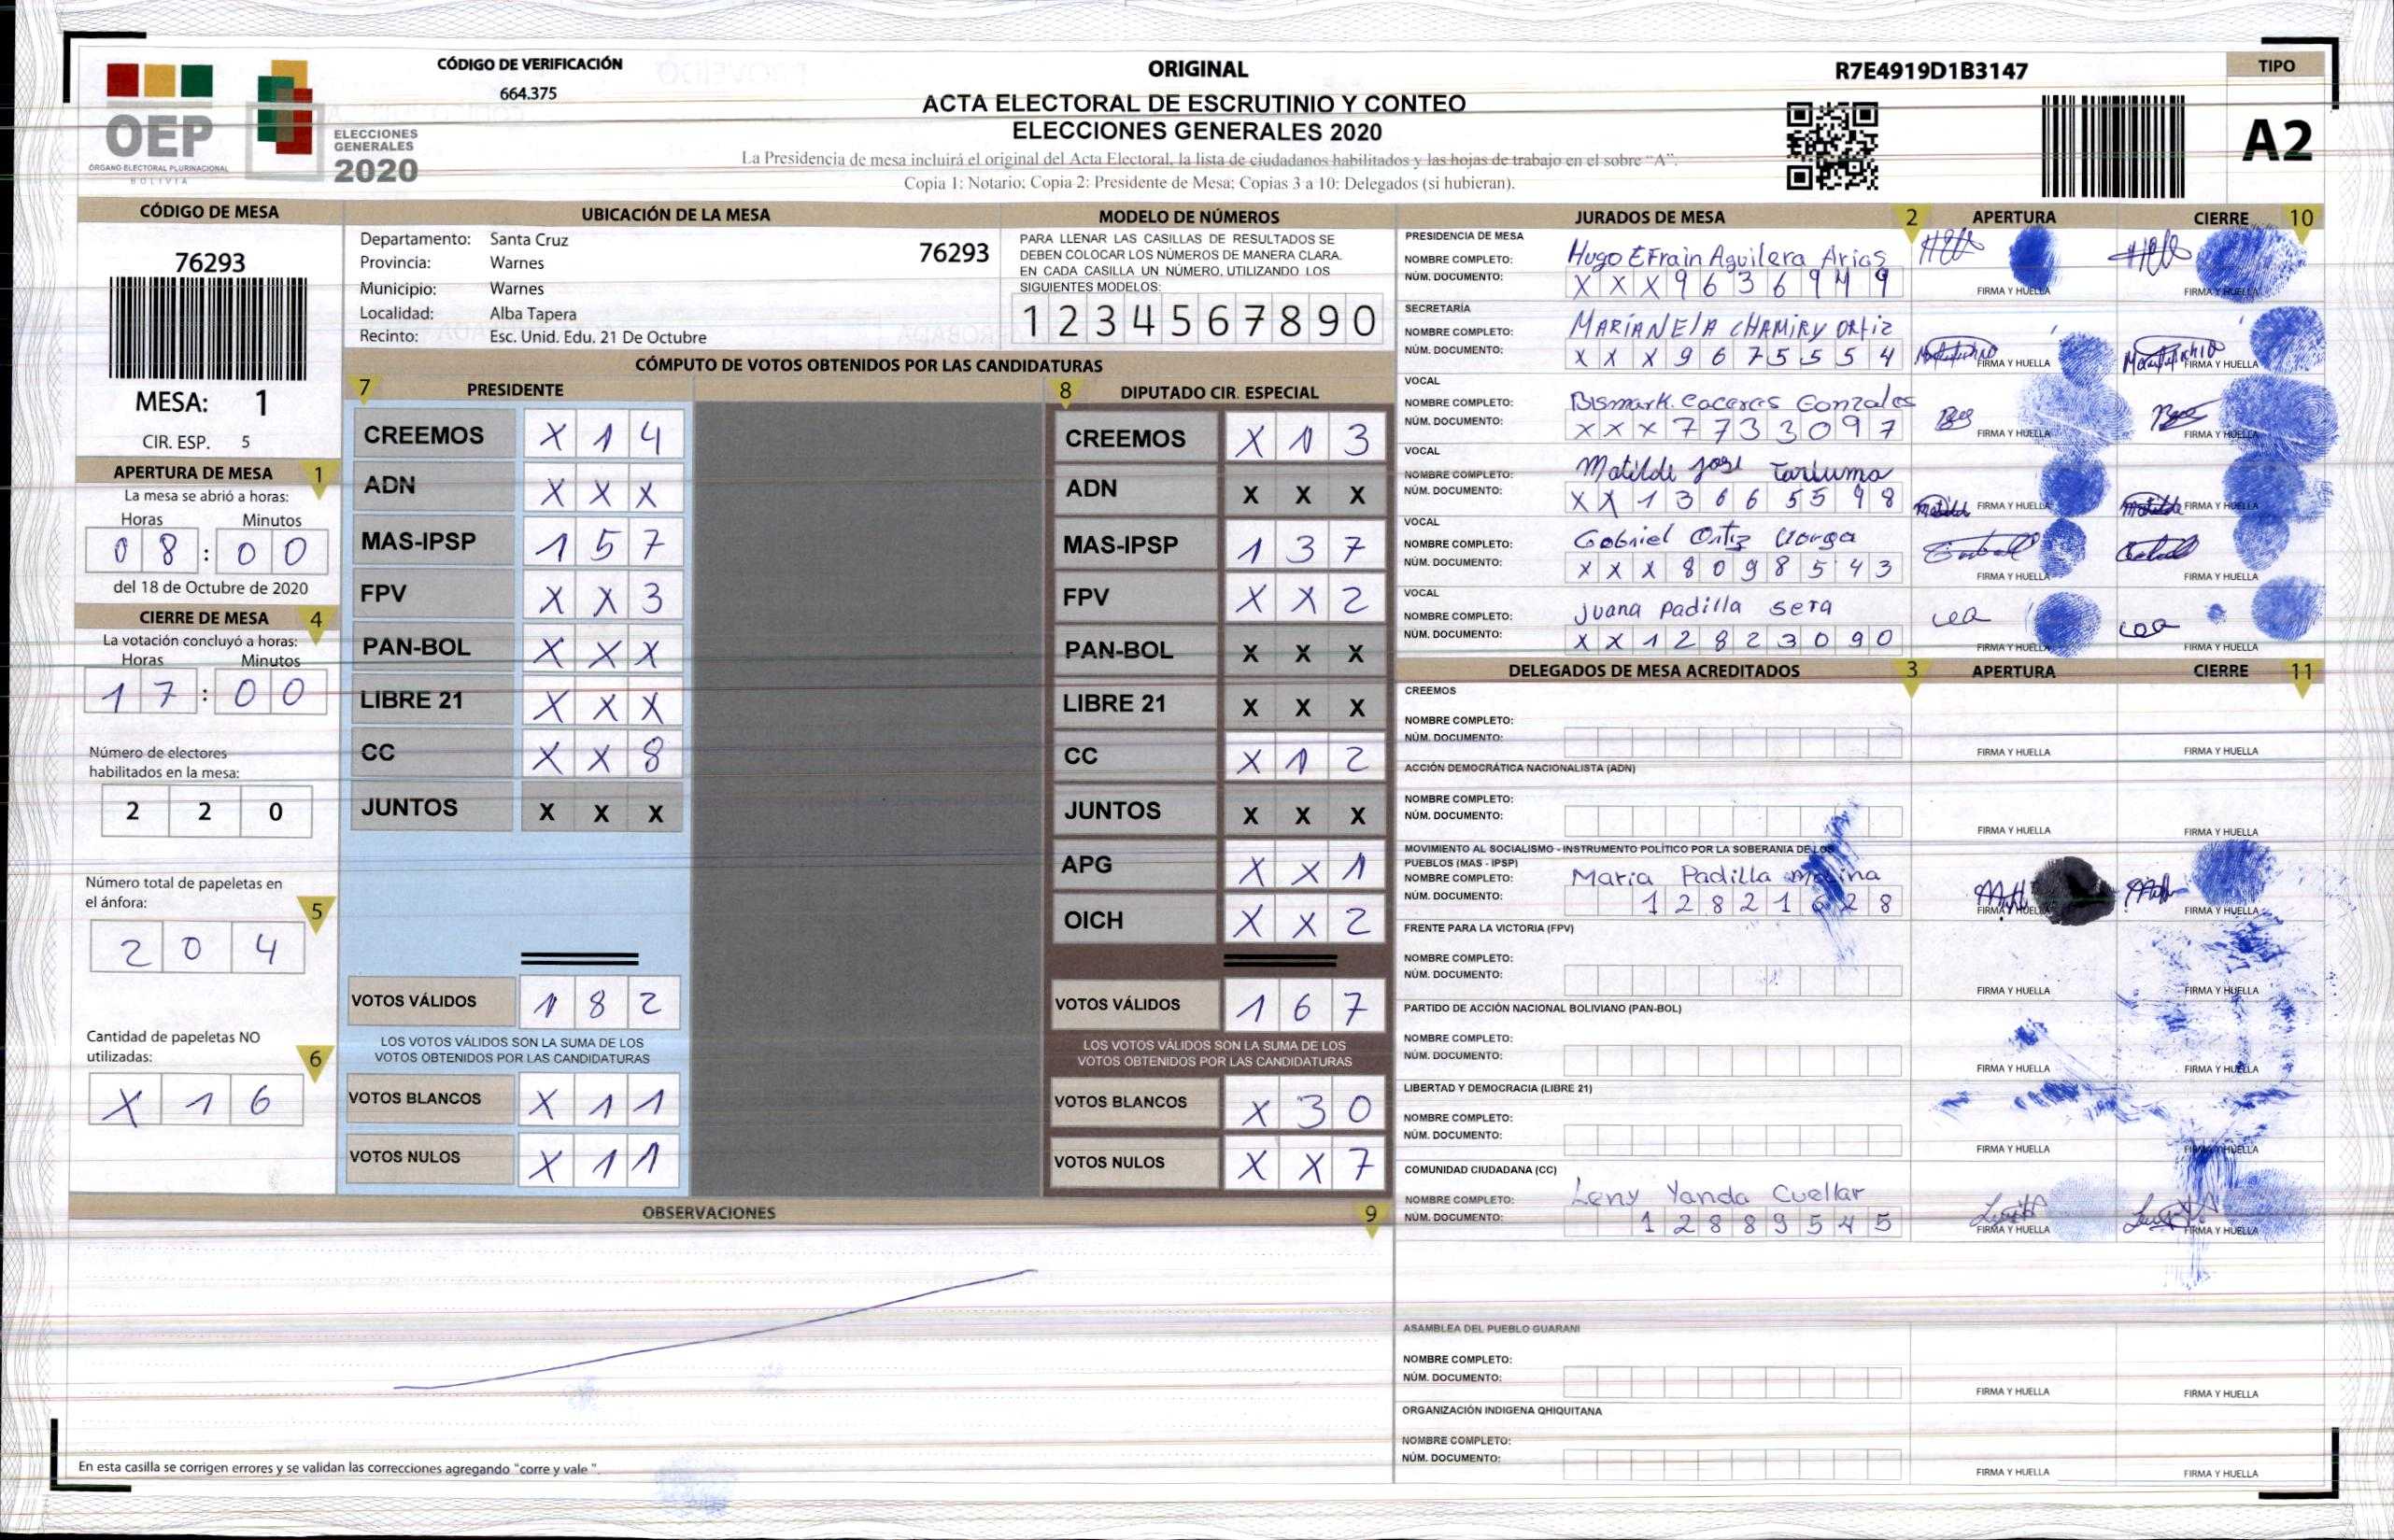 CÓDIGO DE VERIFICACIÓN
664.375
ORIGINAL
ACTA ELECTORAL DE ESCRUTINIO Y CONTEO
ELECCIONES GENERALES 2020
La Presidencia de mesa incluirá el original del Acta Electoral, la lista de ciudadanos habilitados y las hojas de trabajo en el sobre "A".
Copia 1: Notario; Copia 2: Presidente de Mesa; Copias 3 a 10: Delegados (si hubieran).
R7E4919D1B3147
TIPO
A2
OEP
ÓRGANO ELECTORAL PLURINACIONAL
BOLIVIA
ELECCIONES
GENERALES
2020
CÓDIGO DE MESA
76293
MESA: 1
CIR. ESP. 5
APERTURA DE MESA 1
La mesa se abrió a horas:
Horas Minutos
0 8 : 0 0
del 18 de Octubre de 2020
CIERRE DE MESA 4
La votación concluyó a horas:
Horas Minutos
1 7 : 0 0
Número de electores
habilitados en la mesa:
2 2 0
Número total de papeletas en
el ánfora:
5
2 0 4
Cantidad de papeletas NO
utilizadas:
6
X 1 6
UBICACIÓN DE LA MESA
Departamento: Santa Cruz
76293
Provincia: Warnes
Municipio: Warnes
Localidad: Alba Tapera
Recinto: Esc. Unid. Edu. 21 De Octubre
MODELO DE NÚMEROS
PARA LLENAR LAS CASILLAS DE RESULTADOS SE
DEBEN COLOCAR LOS NÚMEROS DE MANERA CLARA.
EN CADA CASILLA UN NÚMERO, UTILIZANDO LOS
SIGUIENTES MODELOS:
1 2 3 4 5 6 7 8 9 0
CÓMPUTO DE VOTOS OBTENIDOS POR LAS CANDIDATURAS
7 PRESIDENTE
CREEMOS X 1 4
ADN X X X
MAS-IPSP 1 5 7
FPV X X 3
PAN-BOL X X X
LIBRE 21 X X X
CC X X 8
JUNTOS X X X
VOTOS VÁLIDOS 1 8 2
LOS VOTOS VÁLIDOS SON LA SUMA DE LOS
VOTOS OBTENIDOS POR LAS CANDIDATURAS
VOTOS BLANCOS X 1 1
VOTOS NULOS X 1 1
8 DIPUTADO CIR. ESPECIAL
CREEMOS X 1 3
ADN X X X
MAS-IPSP 1 3 7
FPV X X 2
PAN-BOL X X X
LIBRE 21 X X X
CC X 1 2
JUNTOS X X X
APG X X 1
OICH X X 2
VOTOS VÁLIDOS 1 6 7
LOS VOTOS VÁLIDOS SON LA SUMA DE LOS
VOTOS OBTENIDOS POR LAS CANDIDATURAS
VOTOS BLANCOS X 3 0
VOTOS NULOS X X 7
OBSERVACIONES 9
En esta casilla se corrigen errores y se validan las correcciones agregando "corre y vale ".
JURADOS DE MESA 2 APERTURA CIERRE 10
PRESIDENCIA DE MESA
NOMBRE COMPLETO: Hugo EFrain Aguilera Arias
NÚM. DOCUMENTO: X X X 9 6 3 6 9 4 9
FIRMA Y HUELLA FIRMA Y HUELLA
SECRETARÍA
NOMBRE COMPLETO: MARIANELA CHAMIRY ORtiz
NÚM. DOCUMENTO: X X X 9 6 7 5 5 5 4
FIRMA Y HUELLA FIRMA Y HUELLA
VOCAL
NOMBRE COMPLETO: Bismark. Caceres Gonzales
NÚM. DOCUMENTO: X X X 7 7 3 3 0 9 7
FIRMA Y HUELLA FIRMA Y HUELLA
VOCAL
NOMBRE COMPLETO: Matilde Jose
NÚM. DOCUMENTO: X X 1 3 6 6 5 5 9 8
FIRMA Y HUELLA FIRMA Y HUELLA
VOCAL
NOMBRE COMPLETO: Gabriel Ortiz
NÚM. DOCUMENTO: X X X 8 0 9 8 5 4 3
FIRMA Y HUELLA FIRMA Y HUELLA
VOCAL
NOMBRE COMPLETO: Juana Padilla sera
NÚM. DOCUMENTO: X X 1 2 8 2 3 0 9 0
FIRMA Y HUELLA FIRMA Y HUELLA
DELEGADOS DE MESA ACREDITADOS 3 APERTURA CIERRE 11
CREEMOS
NOMBRE COMPLETO:
NÚM. DOCUMENTO:
FIRMA Y HUELLA FIRMA Y HUELLA
ACCIÓN DEMOCRÁTICA NACIONALISTA (ADN)
NOMBRE COMPLETO:
NÚM. DOCUMENTO:
FIRMA Y HUELLA FIRMA Y HUELLA
MOVIMIENTO AL SOCIALISMO - INSTRUMENTO POLÍTICO POR LA SOBERANIA DE LOS
PUEBLOS (MAS - IPSP)
NOMBRE COMPLETO: Maria Padilla Molina
NÚM. DOCUMENTO: 1 2 8 2 1 6 2 8
FIRMA Y HUELLA FIRMA Y HUELLA
FRENTE PARA LA VICTORIA (FPV)
NOMBRE COMPLETO:
NÚM. DOCUMENTO:
FIRMA Y HUELLA FIRMA Y HUELLA
PARTIDO DE ACCIÓN NACIONAL BOLIVIANO (PAN-BOL)
NOMBRE COMPLETO:
NÚM. DOCUMENTO:
FIRMA Y HUELLA FIRMA Y HUELLA
LIBERTAD Y DEMOCRACIA (LIBRE 21)
NOMBRE COMPLETO:
NÚM. DOCUMENTO:
FIRMA Y HUELLA FIRMA Y HUELLA
COMUNIDAD CIUDADANA (CC)
NOMBRE COMPLETO: Leny Yanda Cuellar
NÚM. DOCUMENTO: 1 2 8 8 9 5 4 5
FIRMA Y HUELLA FIRMA Y HUELLA
ASAMBLEA DEL PUEBLO GUARANI
NOMBRE COMPLETO:
NÚM. DOCUMENTO:
FIRMA Y HUELLA FIRMA Y HUELLA
ORGANIZACIÓN INDIGENA QHIQUITANA
NOMBRE COMPLETO:
NÚM. DOCUMENTO:
FIRMA Y HUELLA FIRMA Y HUELLA